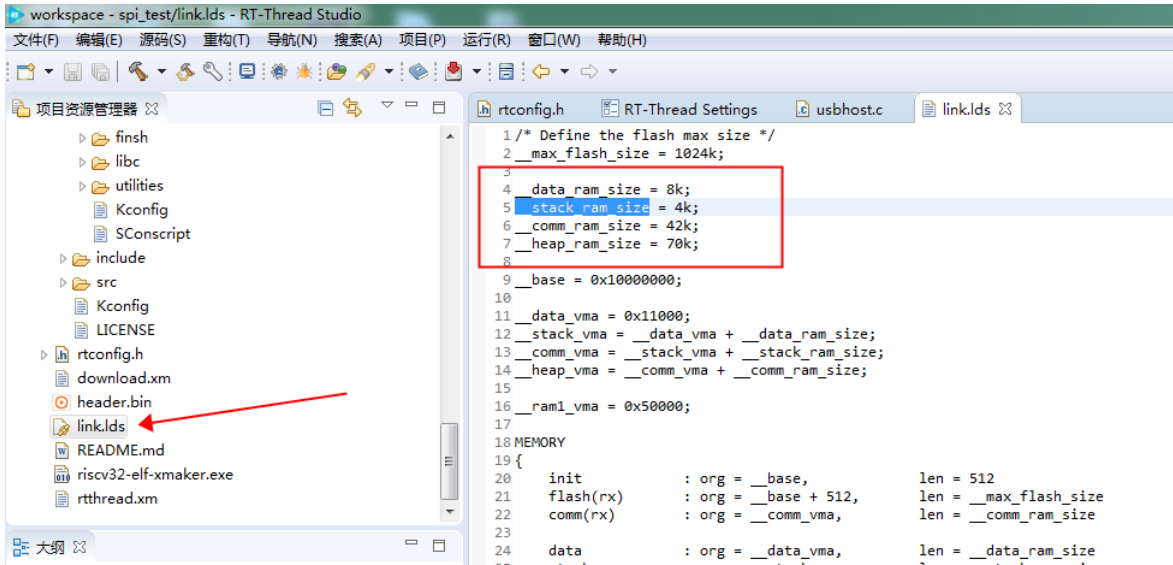 workspace - spi_test/link.lds - RT-Thread Studio
文件(F) 编辑(E) 源码(S) 重构(T) 导航(N) 搜索(A) 项目(P) 运行(R) 窗口(W) 帮助(H)
项目资源管理器
finsh
libc
utilities
Kconfig
SConscript
include
src
Kconfig
LICENSE
rtconfig.h
download.xm
header.bin
link.lds
README.md
riscv32-elf-xmaker.exe
rtthread.xm
大纲
rtconfig.h RT-Thread Settings usbhost.c link.lds
1 /* Define the flash max size */
2 __max_flash_size = 1024k;
3
4 __data_ram_size = 8k;
5 __stack_ram_size = 4k;
6 __comm_ram_size = 42k;
7 __heap_ram_size = 70k;
8
9 __base = 0x10000000;
10
11 __data_vma = 0x11000;
12 __stack_vma = __data_vma + __data_ram_size;
13 __comm_vma = __stack_vma + __stack_ram_size;
14 __heap_vma = __comm_vma + __comm_ram_size;
15
16 __ram1_vma = 0x50000;
17
18 MEMORY
19 {
20 init : org = __base, len = 512
21 flash(rx) : org = __base + 512, len = __max_flash_size
22 comm(rx) : org = __comm_vma, len = __comm_ram_size
23
24 data : org = __data_vma, len = __data_ram_size